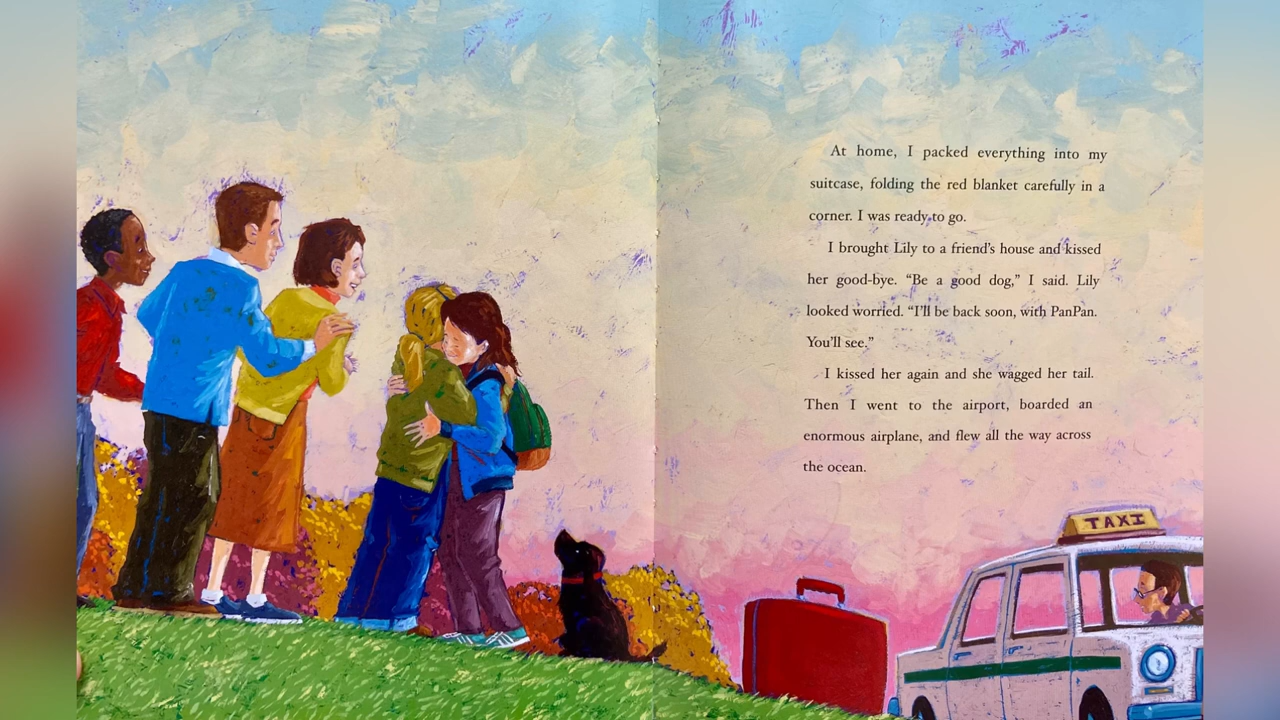 At home, I packed everything into my
suitcase, folding the red blanket carefully in a
corner. I was ready to go.
I brought Lily to a friend's house and kissed
her good-bye. “Be a good dog,” I said. Lily
looked worried. “I'll be back soon, with PanPan.
You'll see.”
I kissed her again and she wagged her tail.
Then I went to the airport, boarded an
enormous airplane, and flew all the way across
the ocean.
TAXI